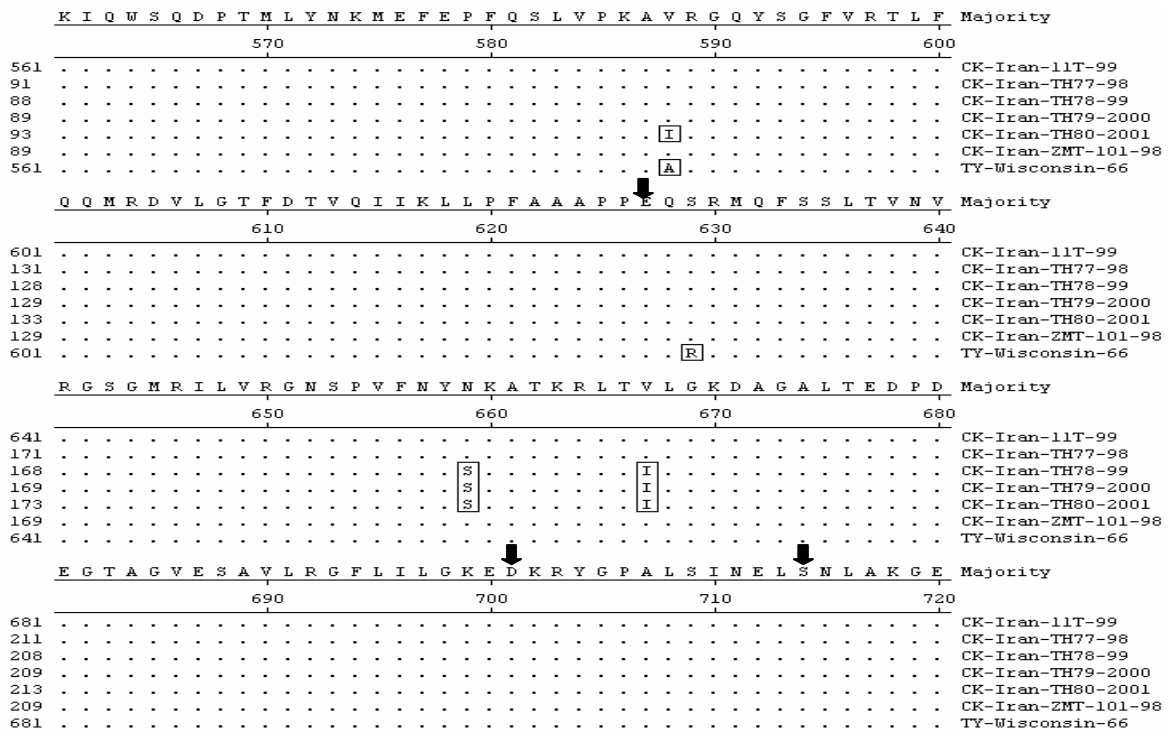 K I Q W S Q D P T M L Y N K M E F E P F Q S L V P K A V R G Q Y S G F V R T L F Majority
570 580 590 600
561 . . . . . . . . . . . . . . . . . . . . . . . . . . . . . . . . . . . . . . . . CK-Iran-11T-99
91 . . . . . . . . . . . . . . . . . . . . . . . . . . . . . . . . . . . . . . . . CK-Iran-TH77-98
88 . . . . . . . . . . . . . . . . . . . . . . . . . . . . . . . . . . . . . . . . CK-Iran-TH78-99
89 . . . . . . . . . . . . . . . . . . . . . . . . . . . . . . . . . . . . . . . . CK-Iran-TH79-2000
93 . . . . . . . . . . . . . . . . . . . . . . . . . . . I . . . . . . . . . . . . CK-Iran-TH80-2001
89 . . . . . . . . . . . . . . . . . . . . . . . . . . . . . . . . . . . . . . . . CK-Iran-ZMT-101-98
561 . . . . . . . . . . . . . . . . . . . . . . . . . . . A . . . . . . . . . . . . TY-Wisconsin-66
Q Q M R D V L G T F D T V Q I I K L L P F A A A P P E Q S R M Q F S S L T V N V Majority
610 620 630 640
601 . . . . . . . . . . . . . . . . . . . . . . . . . . . . . . . . . . . . . . . . CK-Iran-11T-99
131 . . . . . . . . . . . . . . . . . . . . . . . . . . . . . . . . . . . . . . . . CK-Iran-TH77-98
128 . . . . . . . . . . . . . . . . . . . . . . . . . . . . . . . . . . . . . . . . CK-Iran-TH78-99
129 . . . . . . . . . . . . . . . . . . . . . . . . . . . . . . . . . . . . . . . . CK-Iran-TH79-2000
133 . . . . . . . . . . . . . . . . . . . . . . . . . . . . . . . . . . . . . . . . CK-Iran-TH80-2001
129 . . . . . . . . . . . . . . . . . . . . . . . . . . . . . . . . . . . . . . . . CK-Iran-ZMT-101-98
601 . . . . . . . . . . . . . . . . . . . . . . . . . . . . R . . . . . . . . . . . TY-Wisconsin-66
R G S G M R I L V R G N S P V F N Y N K A T K R L T V L G K D A G A L T E D P D Majority
650 660 670 680
641 . . . . . . . . . . . . . . . . . . . . . . . . . . . . . . . . . . . . . . . . CK-Iran-11T-99
171 . . . . . . . . . . . . . . . . . . . . . . . . . . . . . . . . . . . . . . . . CK-Iran-TH77-98
168 . . . . . . . . . . . . . . . . . . S . . . . . . . I . . . . . . . . . . . . . CK-Iran-TH78-99
169 . . . . . . . . . . . . . . . . . . S . . . . . . . I . . . . . . . . . . . . . CK-Iran-TH79-2000
173 . . . . . . . . . . . . . . . . . . S . . . . . . . I . . . . . . . . . . . . . CK-Iran-TH80-2001
169 . . . . . . . . . . . . . . . . . . . . . . . . . . . . . . . . . . . . . . . . CK-Iran-ZMT-101-98
641 . . . . . . . . . . . . . . . . . . . . . . . . . . . . . . . . . . . . . . . . TY-Wisconsin-66
E G T A G V E S A V L R G F L I L G K E D K R Y G P A L S I N E L S N L A K G E Majority
690 700 710 720
681 . . . . . . . . . . . . . . . . . . . . . . . . . . . . . . . . . . . . . . . . CK-Iran-11T-99
211 . . . . . . . . . . . . . . . . . . . . . . . . . . . . . . . . . . . . . . . . CK-Iran-TH77-98
208 . . . . . . . . . . . . . . . . . . . . . . . . . . . . . . . . . . . . . . . . CK-Iran-TH78-99
209 . . . . . . . . . . . . . . . . . . . . . . . . . . . . . . . . . . . . . . . . CK-Iran-TH79-2000
213 . . . . . . . . . . . . . . . . . . . . . . . . . . . . . . . . . . . . . . . . CK-Iran-TH80-2001
209 . . . . . . . . . . . . . . . . . . . . . . . . . . . . . . . . . . . . . . . . CK-Iran-ZMT-101-98
681 . . . . . . . . . . . . . . . . . . . . . . . . . . . . . . . . . . . . . . . . TY-Wisconsin-66